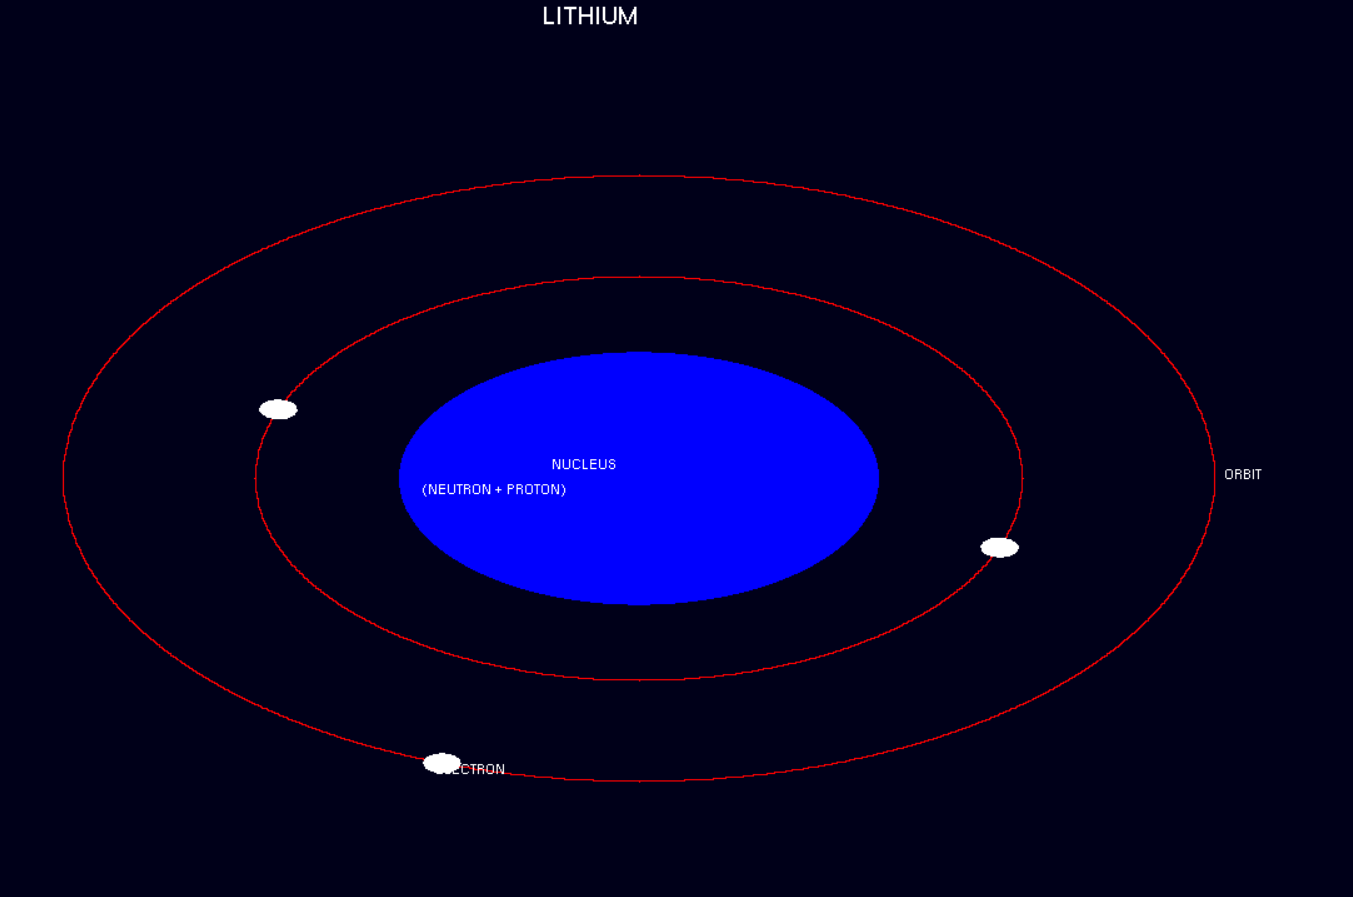 LITHIUM
NUCLEUS
(NEUTRON + PROTON)
ORBIT